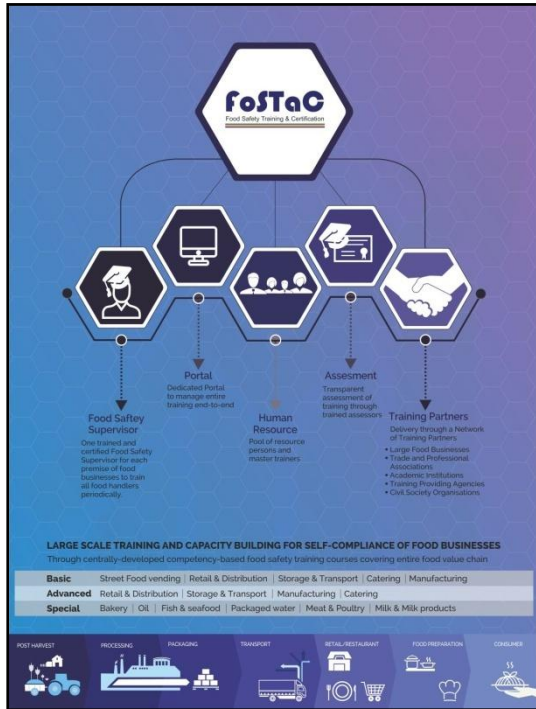 FoSTaC
Food Safety Training & Certification
Food Saftey
Supervisor
One trained and
certified Food Safety
Supervisor for each
premise of food
businesses to train
all food handlers
periodically.
Portal
Dedicated Portal
to manage entire
training end-to-end
Human
Resource
Pool of resource
persons and
master trainers
Assesment
Transparent
assessment of
training through
trained assessors
Training Partners
Delivery through a Network
of Training Partners
• Large Food Businesses
• Trade and Professional
Associations
• Academic Institutions
• Training Providing Agencies
• Civil Society Organisations
LARGE SCALE TRAINING AND CAPACITY BUILDING FOR SELF-COMPLIANCE OF FOOD BUSINESSES
Through centrally-developed competency-based food safety training courses covering entire food value chain
Basic Street Food vending | Retail & Distribution | Storage & Transport | Catering | Manufacturing
Advanced Retail & Distribution | Storage & Transport | Manufacturing | Catering
Special Bakery | Oil | Fish & seafood | Packaged water | Meat & Poultry | Milk & Milk products
POST HARVEST PROCESSING PACKAGING TRANSPORT RETAIL/RESTAURANT FOOD PREPARATION CONSUMER